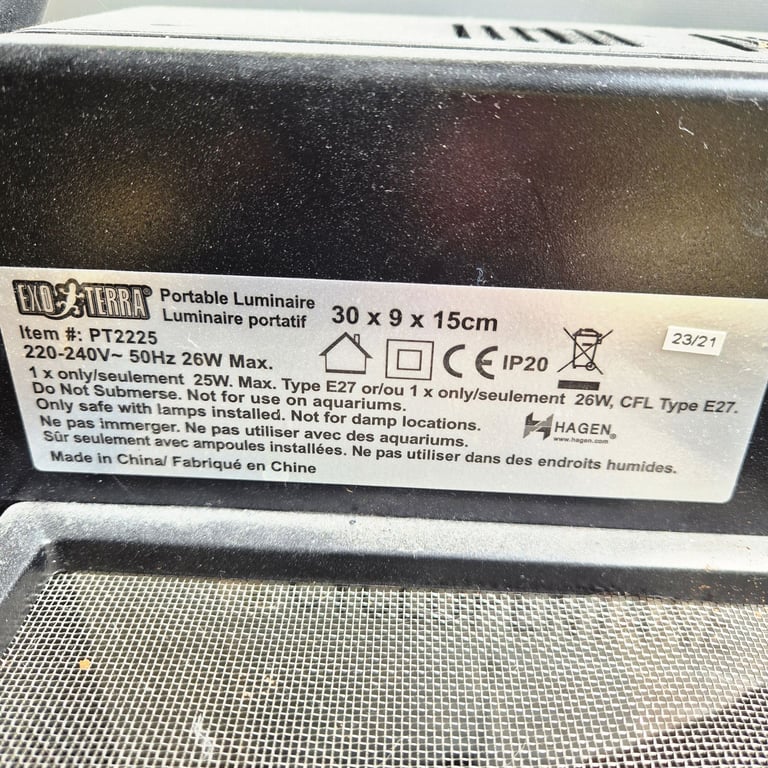 EXO TERRA® Portable Luminaire
Luminaire portatif
30 x 9 x 15cm
23/21
Item #: PT2225
220-240V~ 50Hz 26W Max.
CE IP20
1 x only/seulement 25W. Max. Type E27 or/ou 1 x only/seulement 26W, CFL Type E27.
Do Not Submerse. Not for use on aquariums.
Only safe with lamps installed. Not for damp locations.
HAGEN®
www.hagen.com
Ne pas immerger. Ne pas utiliser avec des aquariums.
Sûr seulement avec ampoules installées. Ne pas utiliser dans des endroits humides.
Made in China/ Fabriqué en Chine